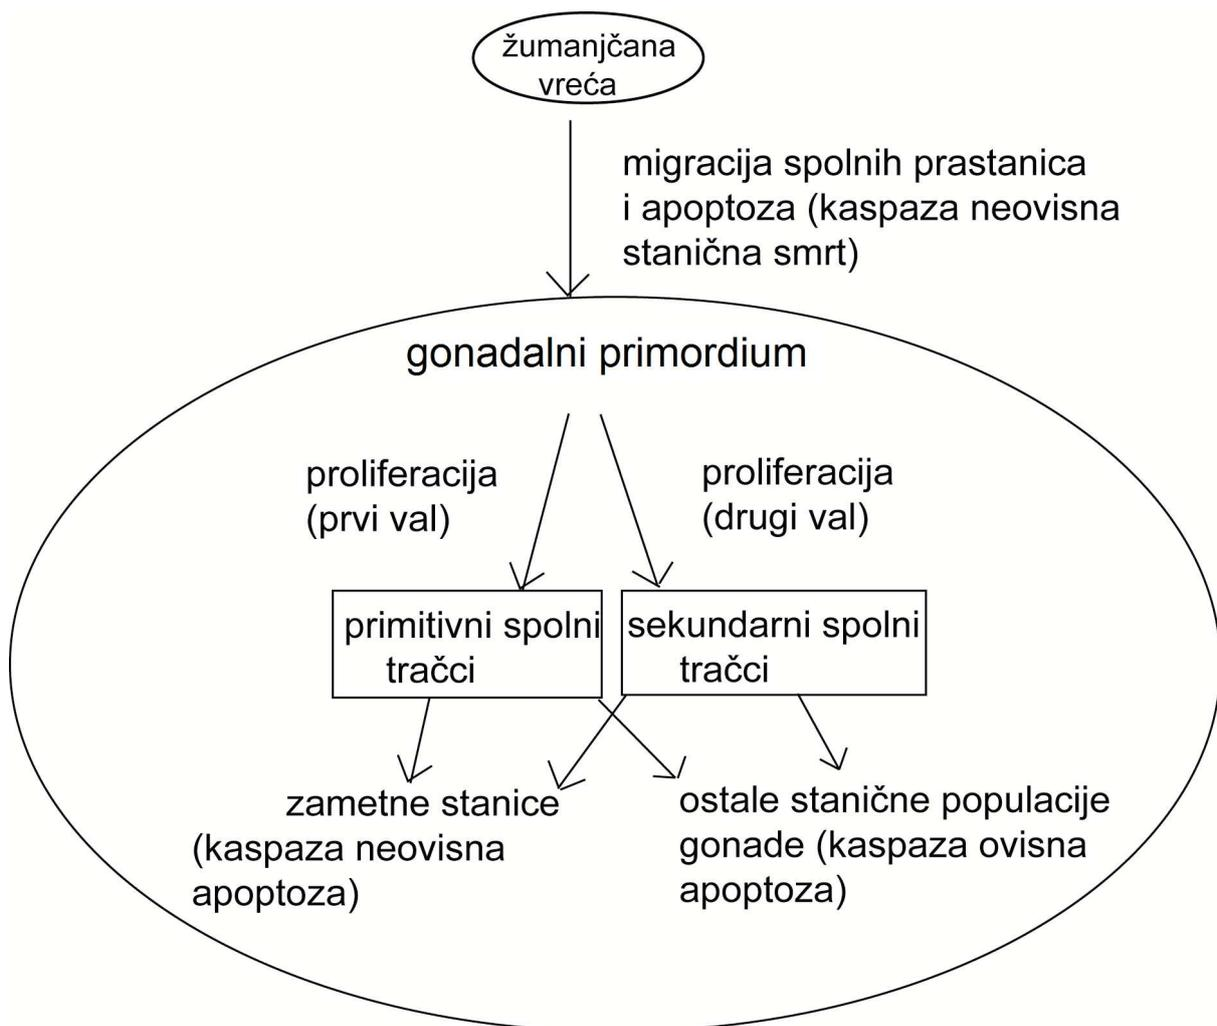 žumanjčana
vreća
migracija spolnih prastanica
i apoptoza (kaspaza neovisna
stanična smrt)
gonadalni primordium
proliferacija
(prvi val)
proliferacija
(drugi val)
primitivni spolni
tračci
sekundarni spolni
tračci
zametne stanice
(kaspaza neovisna
apoptoza)
ostale stanične populacije
gonade (kaspaza ovisna
apoptoza)